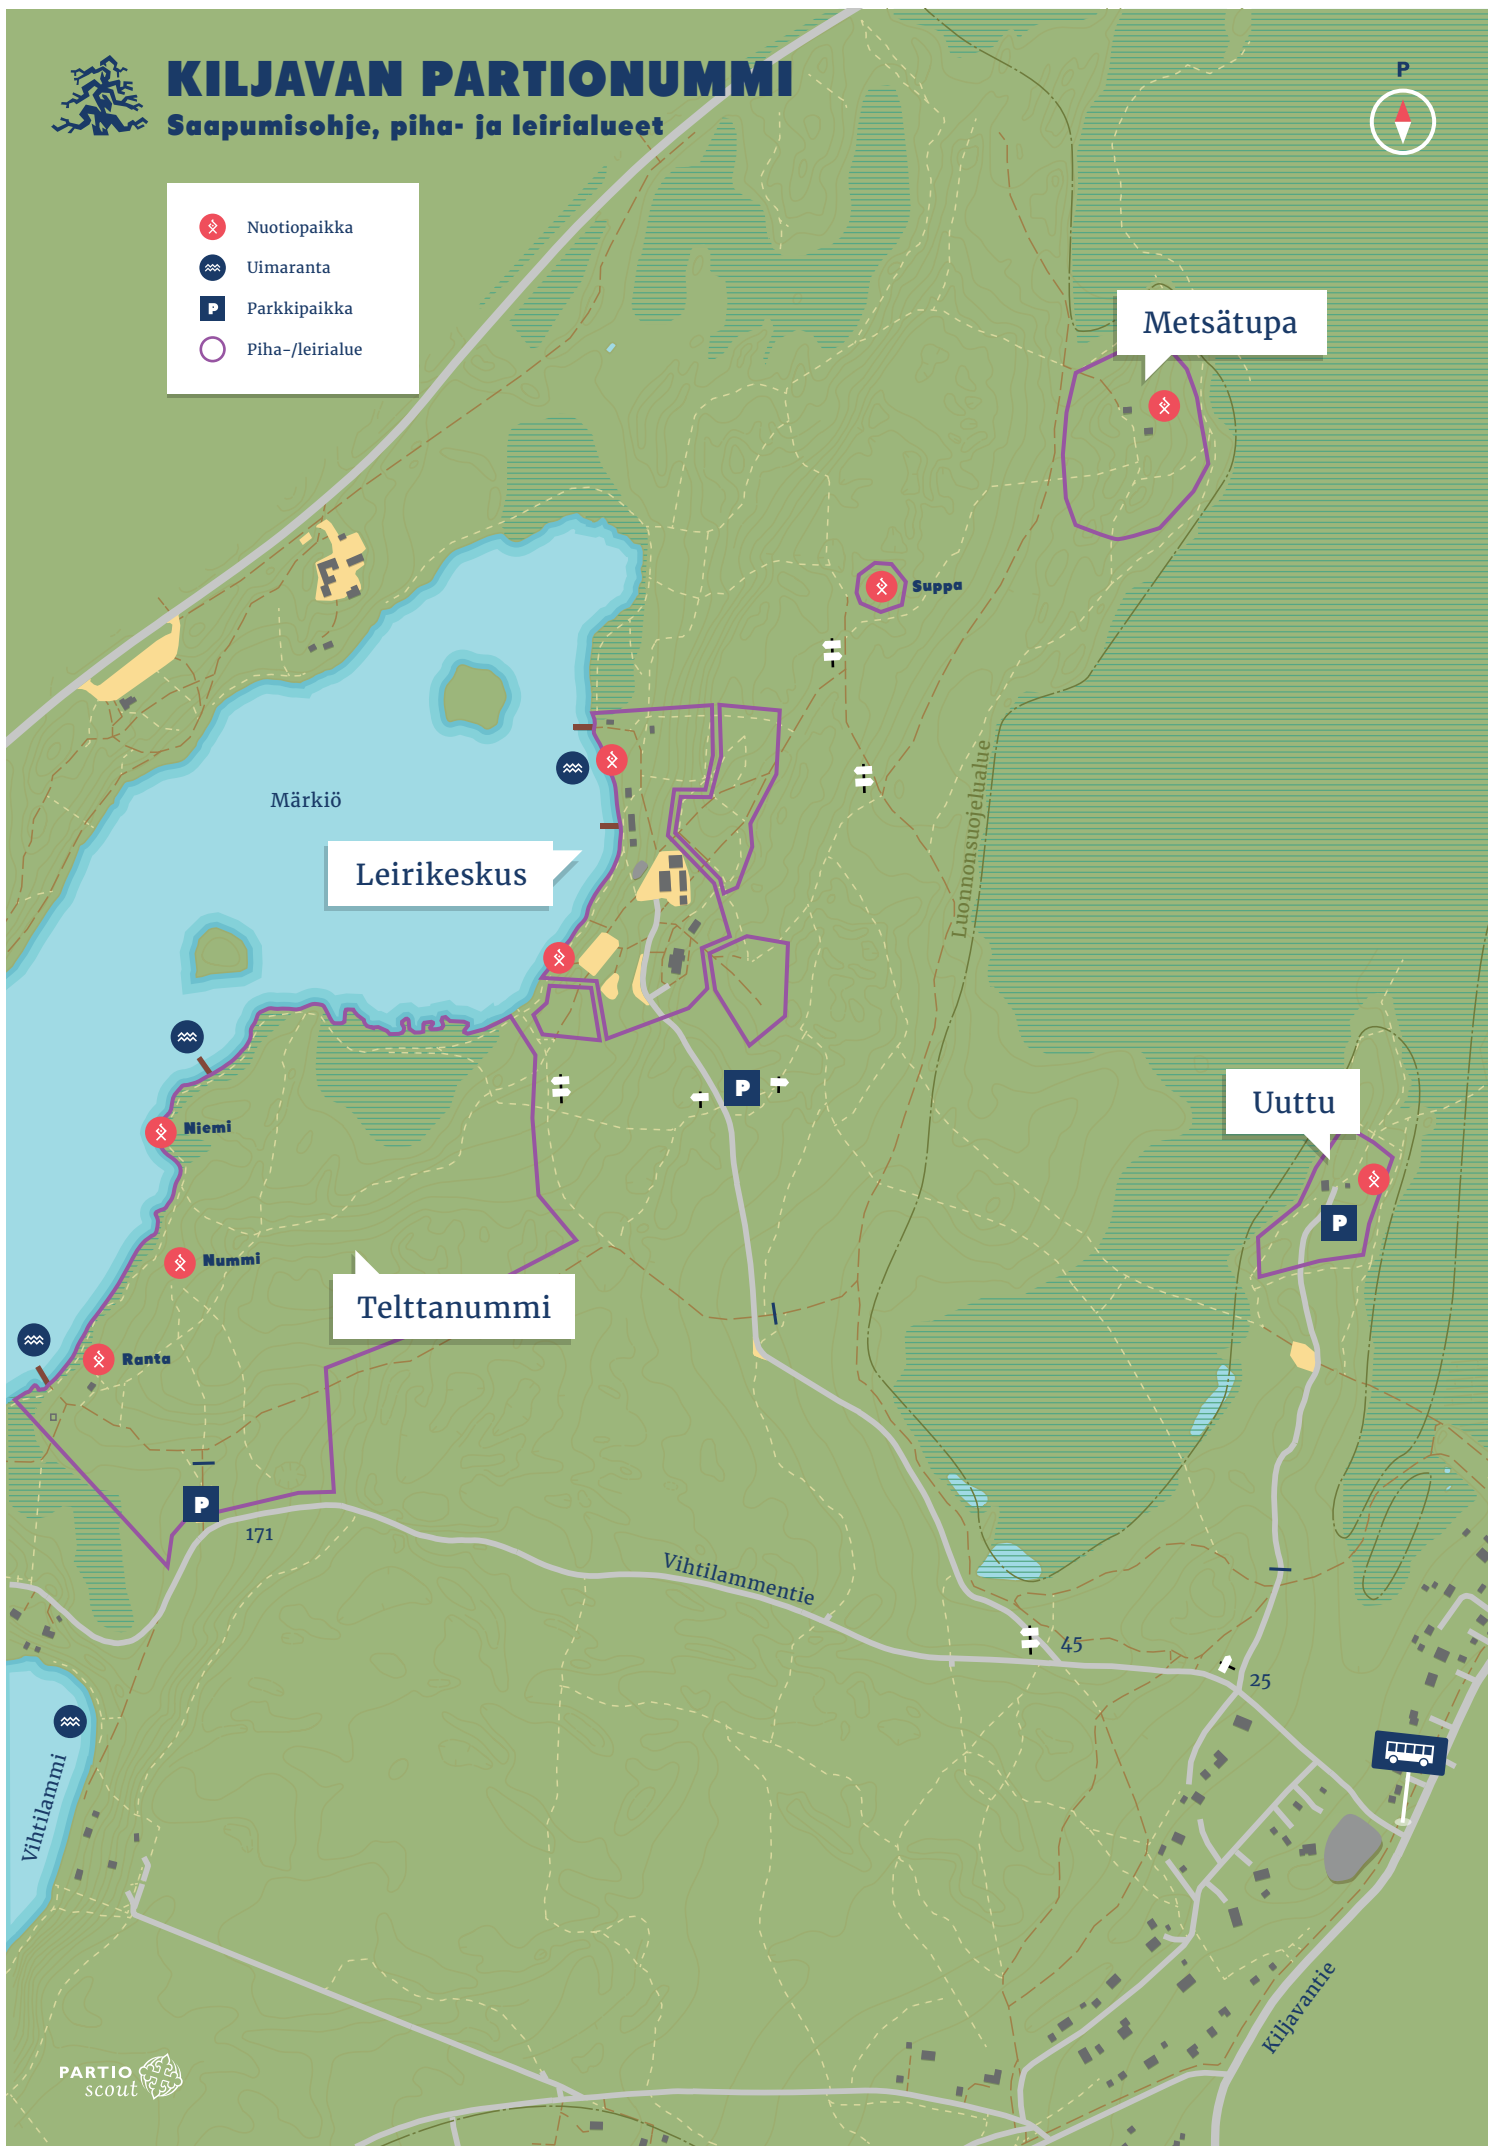 KILJAVAN PARTIONUMMI
Saapumisohje, piha- ja leirialueet
P
Nuotiopaikka
Uimaranta
P Parkkipaikka
Piha-/leirialue
Metsätupa
Suppa
Märkiö
Leirikeskus
Luonnonsuojelualue
P
Uuttu
P
Niemi
Nummi
Telttanummi
Ranta
P
171
Vihtilammentie
45
25
Vihtilammi
Kiljavantie
PARTIO
scout